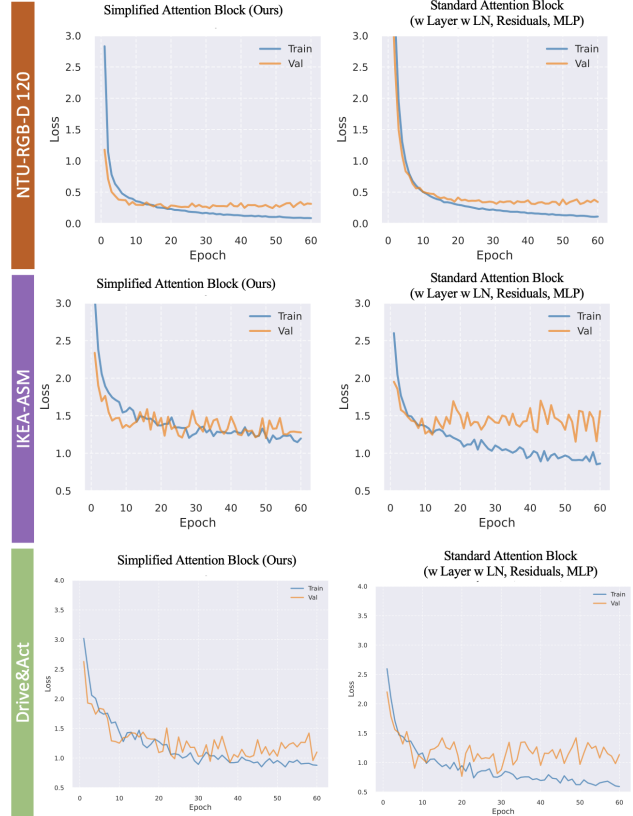 NTU-RGB-D 120
Simplified Attention Block (Ours)
3.0
2.5
2.0
1.5
1.0
0.5
0.0
Loss
Train
Val
0 10 20 30 40 50 60
Epoch
Standard Attention Block
(w Layer w LN, Residuals, MLP)
3.0
2.5
2.0
1.5
1.0
0.5
0.0
Loss
Train
Val
0 10 20 30 40 50 60
Epoch
IKEA-ASM
Simplified Attention Block (Ours)
3.0
2.5
2.0
1.5
1.0
0.5
Loss
Train
Val
0 10 20 30 40 50 60
Epoch
Standard Attention Block
(w Layer w LN, Residuals, MLP)
3.0
2.5
2.0
1.5
1.0
0.5
Loss
Train
Val
0 10 20 30 40 50 60
Epoch
Drive&Act
Simplified Attention Block (Ours)
4.0
3.5
3.0
2.5
2.0
1.5
1.0
0.5
Loss
Train
Val
0 10 20 30 40 50 60
Epoch
Standard Attention Block
(w Layer w LN, Residuals, MLP)
4.0
3.5
3.0
2.5
2.0
1.5
1.0
0.5
Loss
Train
Val
0 10 20 30 40 50 60
Epoch